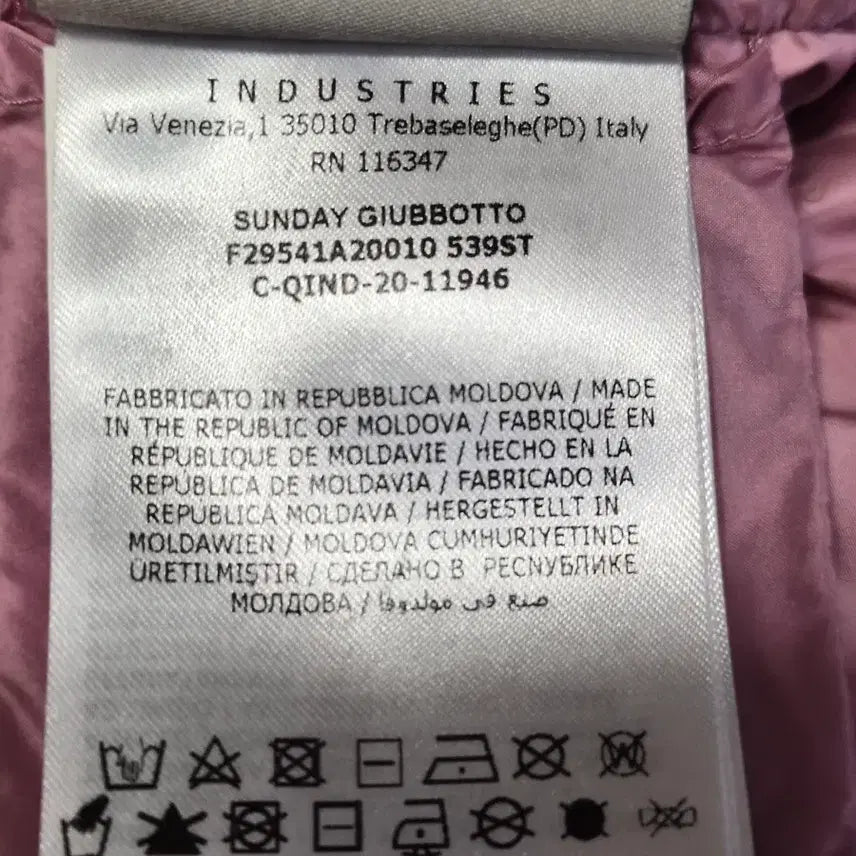 INDUSTRIES
Via Venezia,1 35010 Trebaseleghe(PD) Italy
RN 116347
SUNDAY GIUBBOTTO
F29541A20010 539ST
C-QIND-20-11946
FABBRICATO IN REPUBBLICA MOLDOVA / MADE
IN THE REPUBLIC OF MOLDOVA / FABRIQUÉ EN
RÉPUBLIQUE DE MOLDAVIE / HECHO EN LA
REPÚBLICA DE MOLDAVIA / FABRICADO NA
REPUBLICA MOLDAVA / HERGESTELLT IN
MOLDAWIEN / MOLDOVA CUMHURIYETINDE
ÜRETILMIŞTIR / СДЕЛАНО В РЕСПУБЛИКЕ
МОЛДОВА / صنع في مولدوفا
W